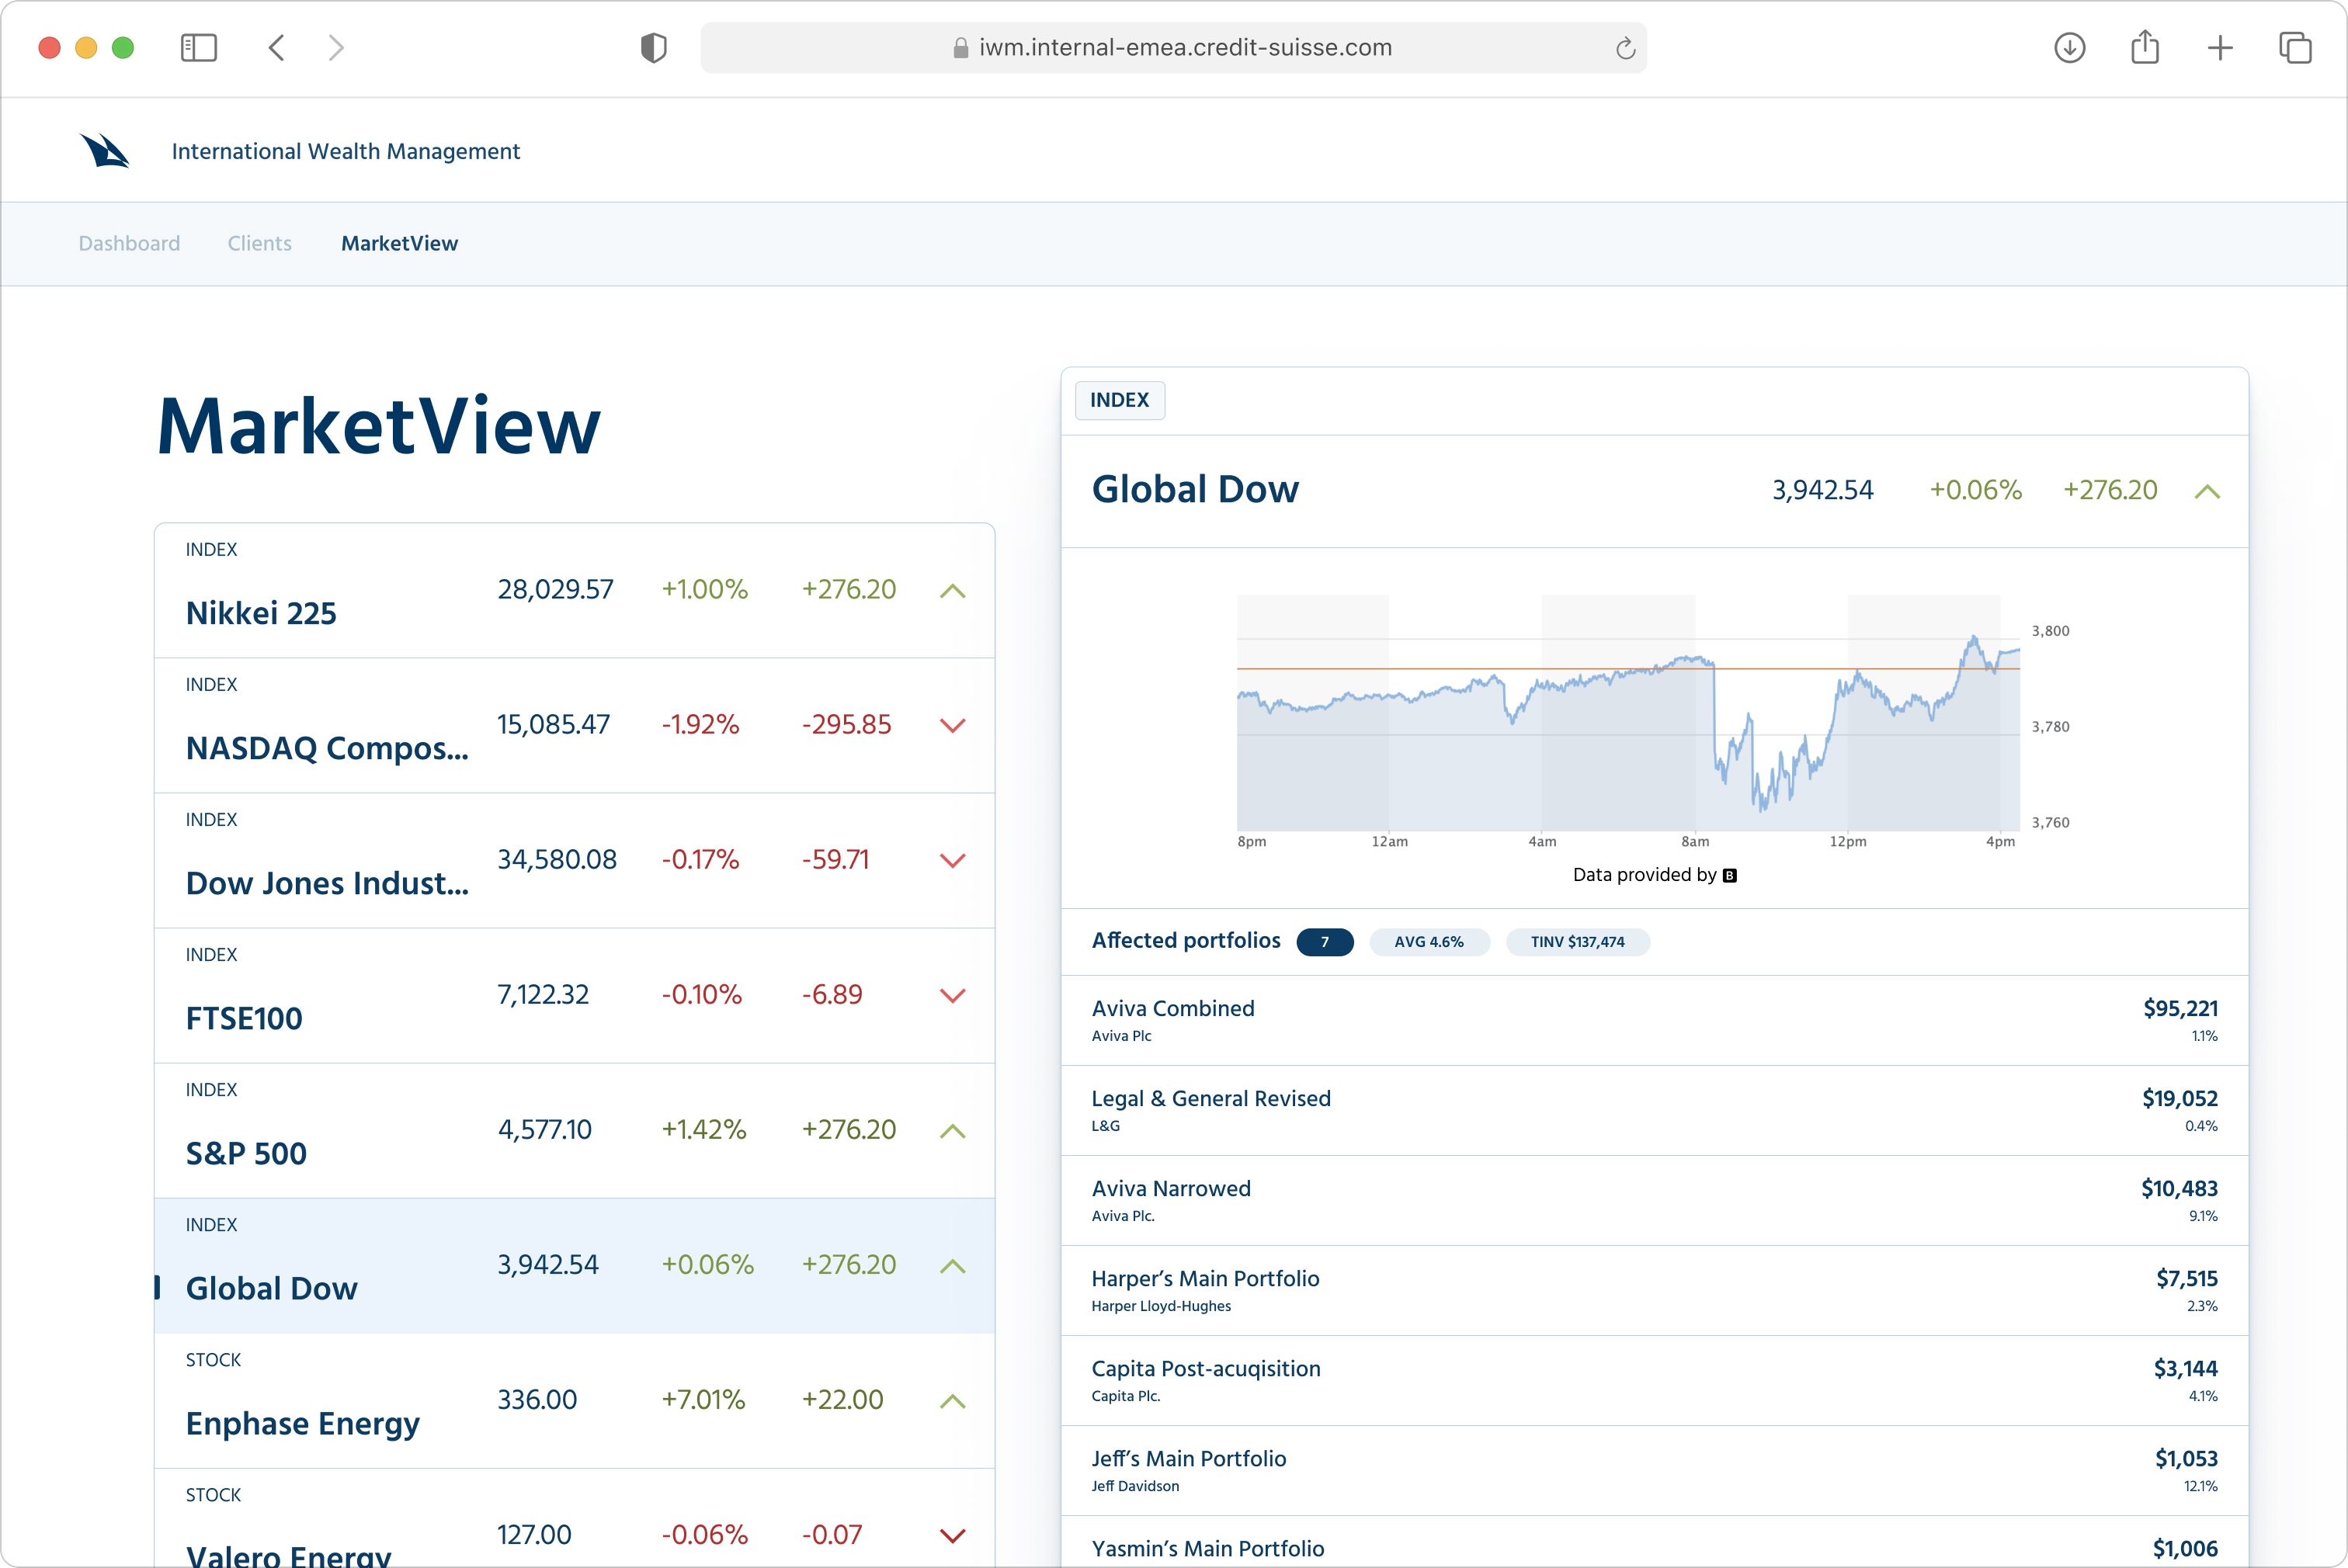 iwm.internal-emea.credit-suisse.com
International Wealth Management
Dashboard Clients MarketView
MarketView
INDEX
Nikkei 225 28,029.57 +1.00% +276.20
INDEX
NASDAQ Compos... 15,085.47 -1.92% -295.85
INDEX
Dow Jones Indust... 34,580.08 -0.17% -59.71
INDEX
FTSE100 7,122.32 -0.10% -6.89
INDEX
S&P 500 4,577.10 +1.42% +276.20
INDEX
Global Dow 3,942.54 +0.06% +276.20
STOCK
Enphase Energy 336.00 +7.01% +22.00
STOCK
Valero Energy 127.00 -0.06% -0.07
INDEX
Global Dow 3,942.54 +0.06% +276.20
3,800
3,780
3,760
8pm 12am 4am 8am 12pm 4pm
Data provided by B
Affected portfolios 7 AVG 4.6% TINV $137,474
Aviva Combined $95,221
Aviva Plc 1.1%
Legal & General Revised $19,052
L&G 0.4%
Aviva Narrowed $10,483
Aviva Plc. 9.1%
Harper’s Main Portfolio $7,515
Harper Lloyd-Hughes 2.3%
Capita Post-acuqisition $3,144
Capita Plc. 4.1%
Jeff’s Main Portfolio $1,053
Jeff Davidson 12.1%
Yasmin’s Main Portfolio $1,006